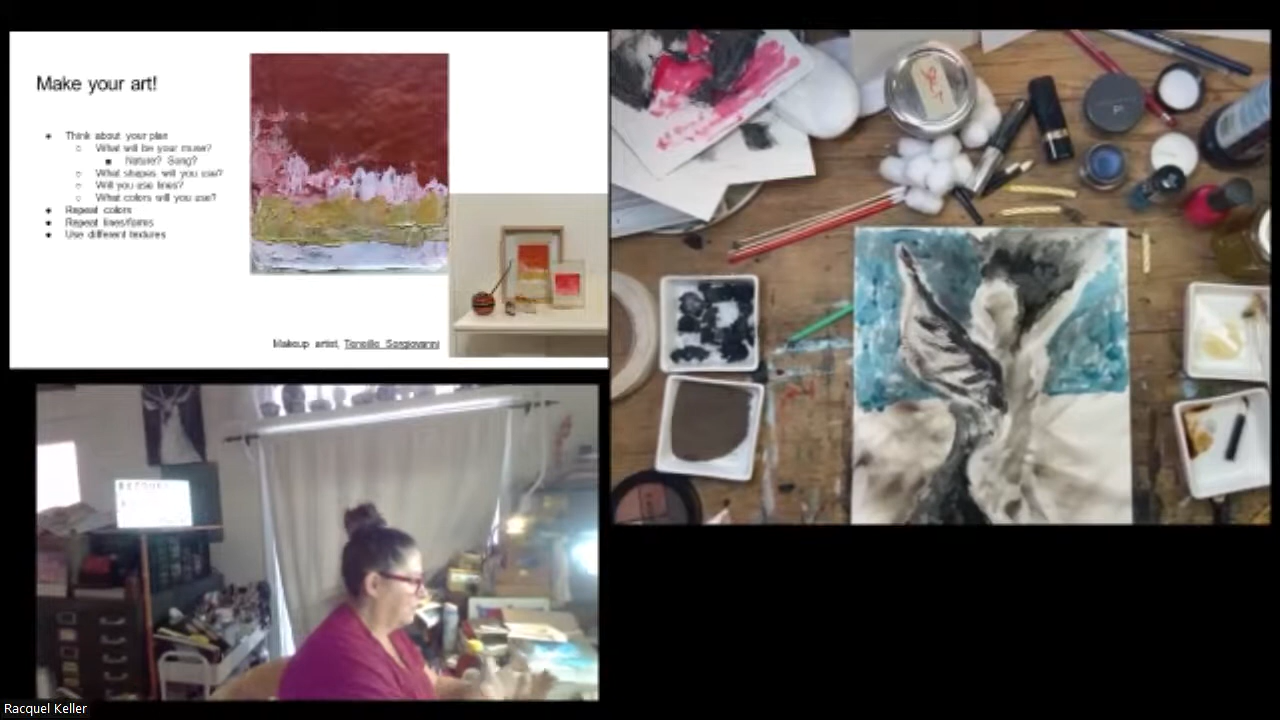 Make your art!
Think about your plan
What will be your muse?
Nature? Song?
What shapes will you use?
Will you use lines?
What colors will you use?
Repeat colors
Repeat lines/forms
Use different textures
Makeup artist,
Racquel Keller